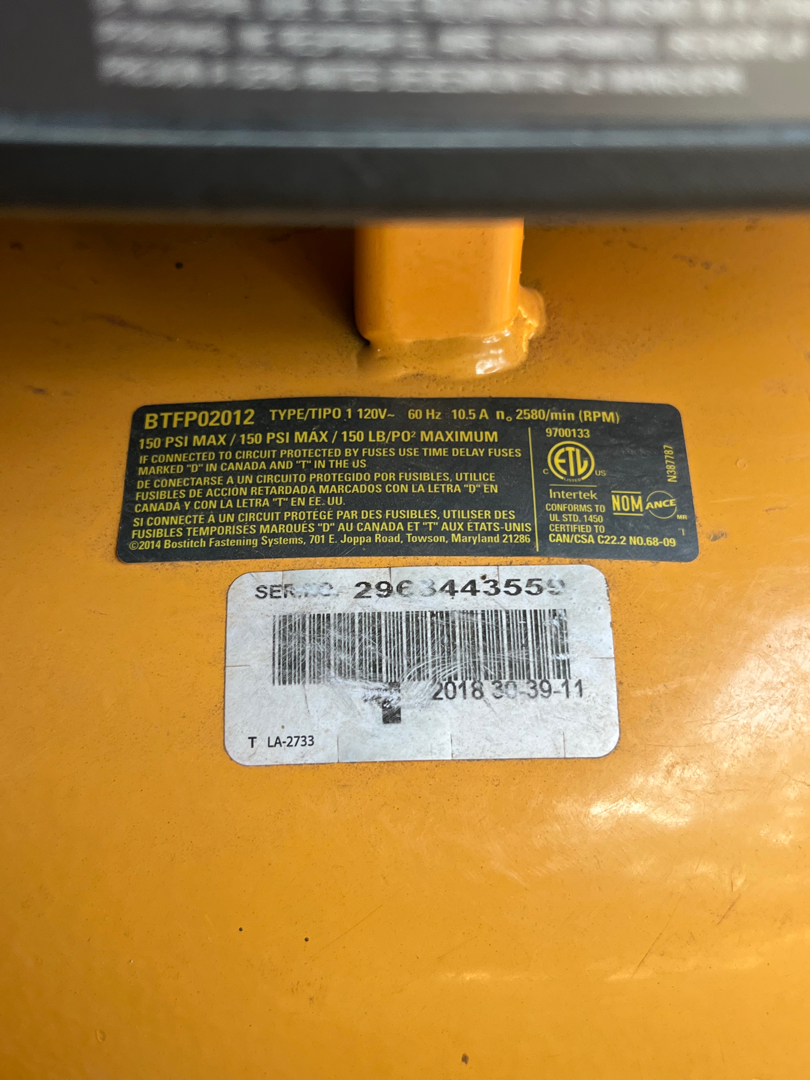 BTFP02012 TYPE/TIPO 1 120V~ 60 Hz 10.5 A n₀ 2580/min (RPM)
150 PSI MAX / 150 PSI MÁX / 150 LB/PO² MAXIMUM
IF CONNECTED TO CIRCUIT PROTECTED BY FUSES USE TIME DELAY FUSES
MARKED "D" IN CANADA AND "T" IN THE US
DE CONECTARSE A UN CIRCUITO PROTEGIDO POR FUSIBLES, UTILICE
FUSIBLES DE ACCIÓN RETARDADA MARCADOS CON LA LETRA "D" EN
CANADÁ Y CON LA LETRA "T" EN EE. UU.
SI CONNECTÉ À UN CIRCUIT PROTÉGÉ PAR DES FUSIBLES, UTILISER DES
FUSIBLES TEMPORISES MARQUÉS "D" AU CANADA ET "T" AUX ÉTATS-UNIS
©2014 Bostitch Fastening Systems, 701 E. Joppa Road, Towson, Maryland 21286
9700133
C ETL US
LISTED
Intertek
CONFORMS TO
UL STD. 1450
CERTIFIED TO
CAN/CSA C22.2 NO.68-09
NOM ANCE
N387787
SER.NO. 2963443559
2018 30-39-11
T LA-2733